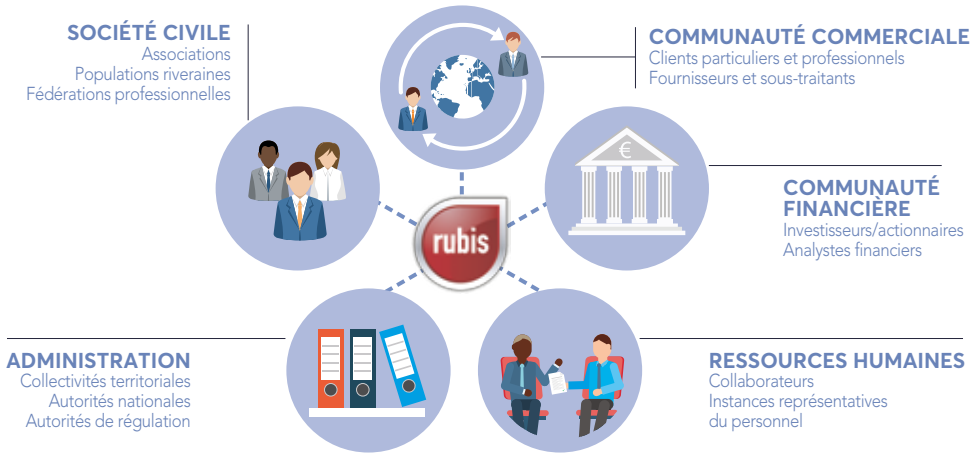 SOCIÉTÉ CIVILE
Associations
Populations riveraines
Fédérations professionnelles
COMMUNAUTÉ COMMERCIALE
Clients particuliers et professionnels
Fournisseurs et sous-traitants
€
COMMUNAUTÉ
FINANCIÈRE
Investisseurs/actionnaires
Analystes financiers
rubis
ADMINISTRATION
Collectivités territoriales
Autorités nationales
Autorités de régulation
RESSOURCES HUMAINES
Collaborateurs
Instances représentatives
du personnel